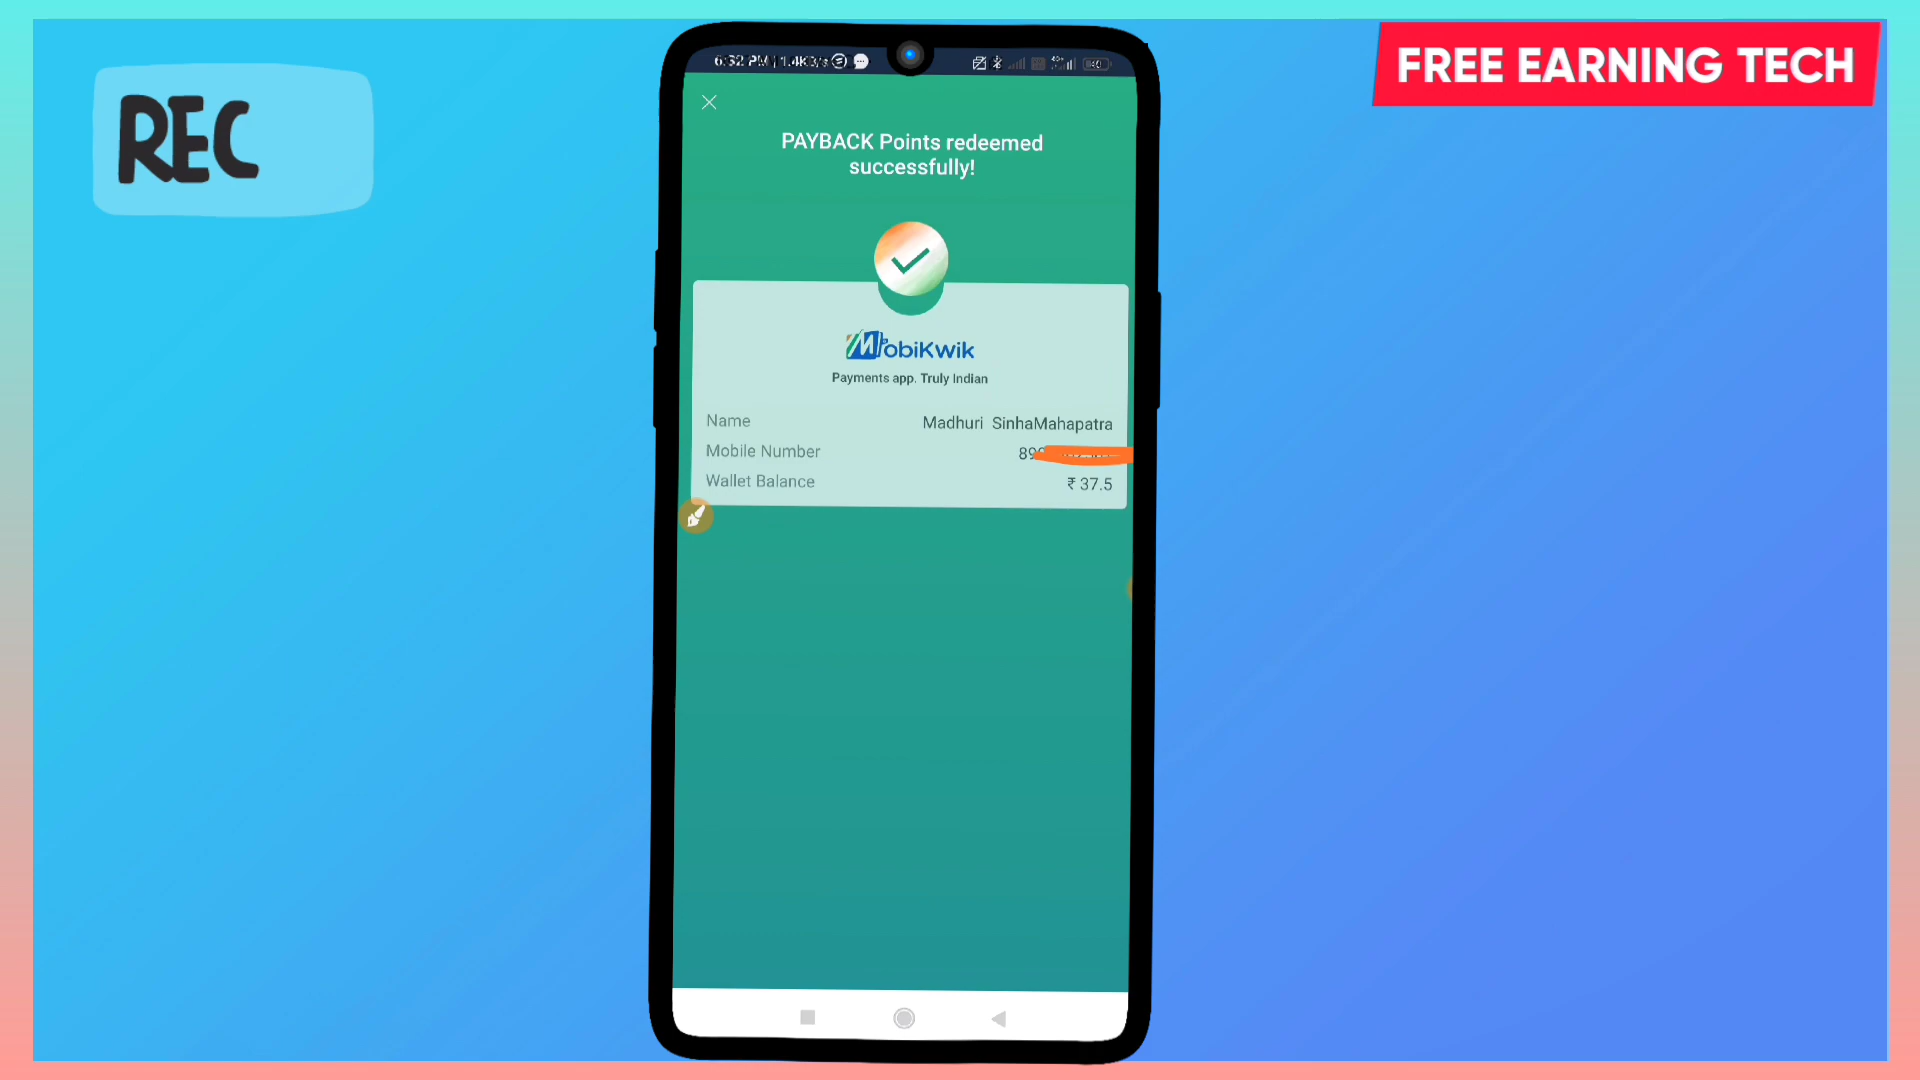 REC
FREE EARNING TECH
6:32 PM | 1.4KB/s
PAYBACK Points redeemed
successfully!
MobiKwik
Payments app. Truly Indian
Name Madhuri SinhaMahapatra
Mobile Number 89
Wallet Balance ₹ 37.5